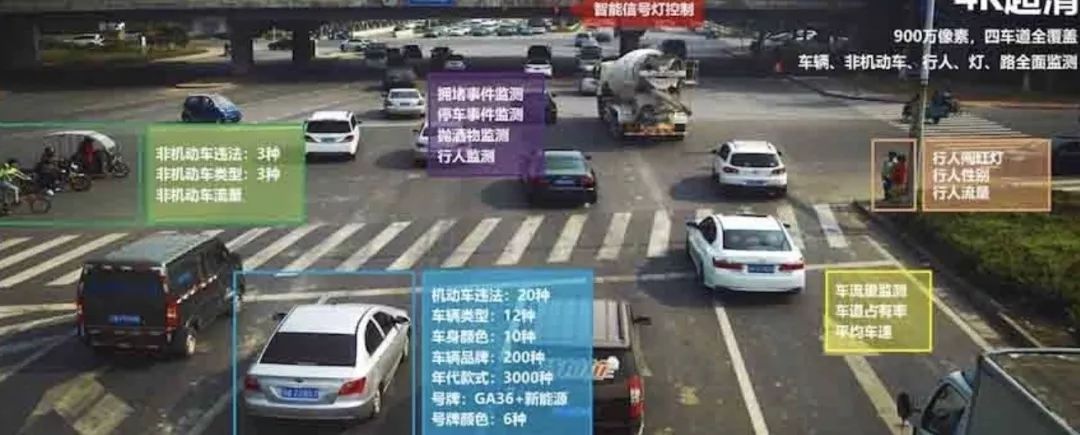 智能信号灯控制
4K超清
900万像素，四车道全覆盖
车辆、非机动车、行人、灯、路全面监测
拥堵事件监测
停车事件监测
抛洒物监测
行人监测
非机动车违法：3种
非机动车类型：3种
非机动车流量
行人闯红灯
行人性别
行人流量
机动车违法：20种
车辆类型：12种
车身颜色：10种
车辆品牌：200种
年代款式：3000种
号牌：GA36+新能源
号牌颜色：6种
车流量监测
车道占有率
平均车速